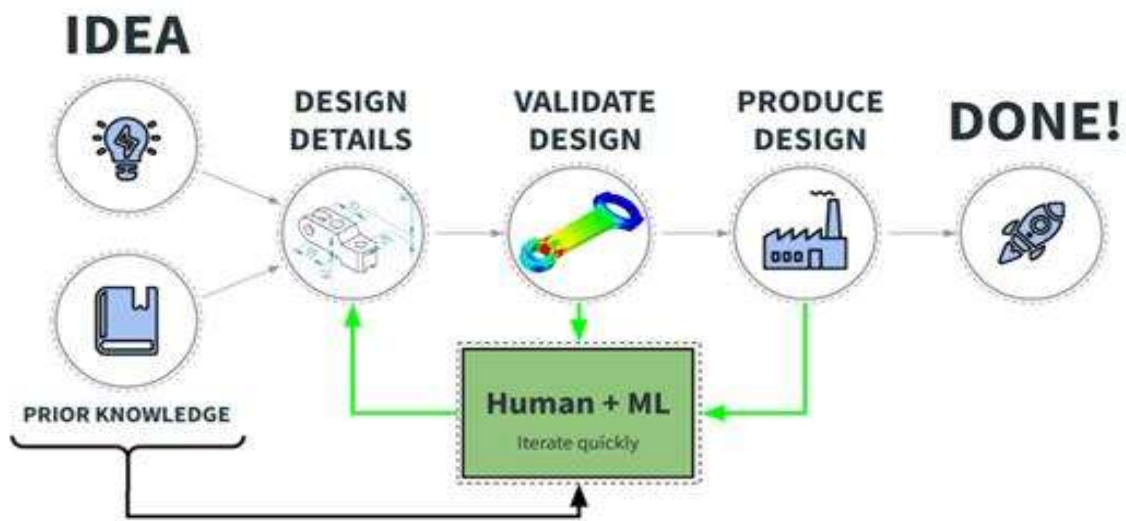 IDEA
DESIGN
DETAILS
VALIDATE
DESIGN
PRODUCE
DESIGN
DONE!
PRIOR KNOWLEDGE
Human + ML
Iterate quickly